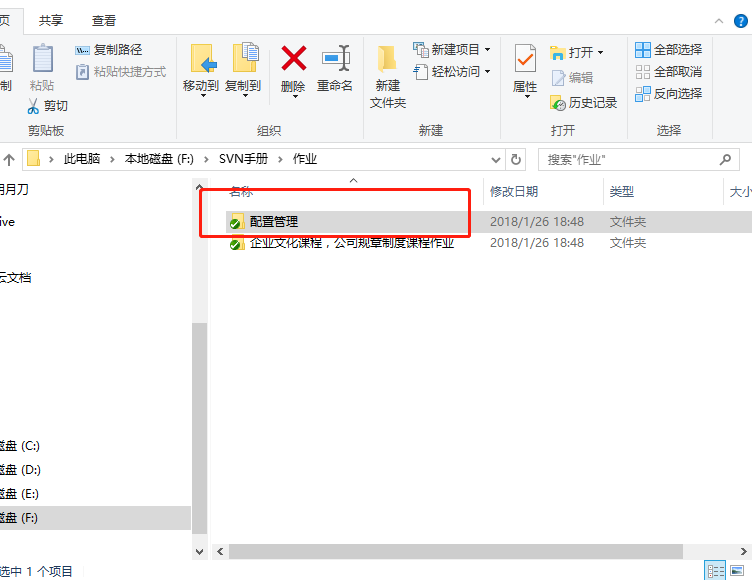 页 共享 查看
制 粘贴 复制路径 粘贴快捷方式 剪切
剪贴板
移动到 复制到 删除 重命名
组织
新建文件夹 新建项目 轻松访问
新建
属性 打开 编辑 历史记录
打开
全部选择 全部取消 反向选择
选择
此电脑 本地磁盘 (F:) SVN手册 作业 搜索"作业"
名称 修改日期 类型 大小
配置管理 2018/1/26 18:48 文件夹
企业文化课程，公司规章制度课程作业 2018/1/26 18:48 文件夹
月刀
ive
云文档
磁盘 (C:)
磁盘 (D:)
磁盘 (E:)
磁盘 (F:)
选中 1 个项目